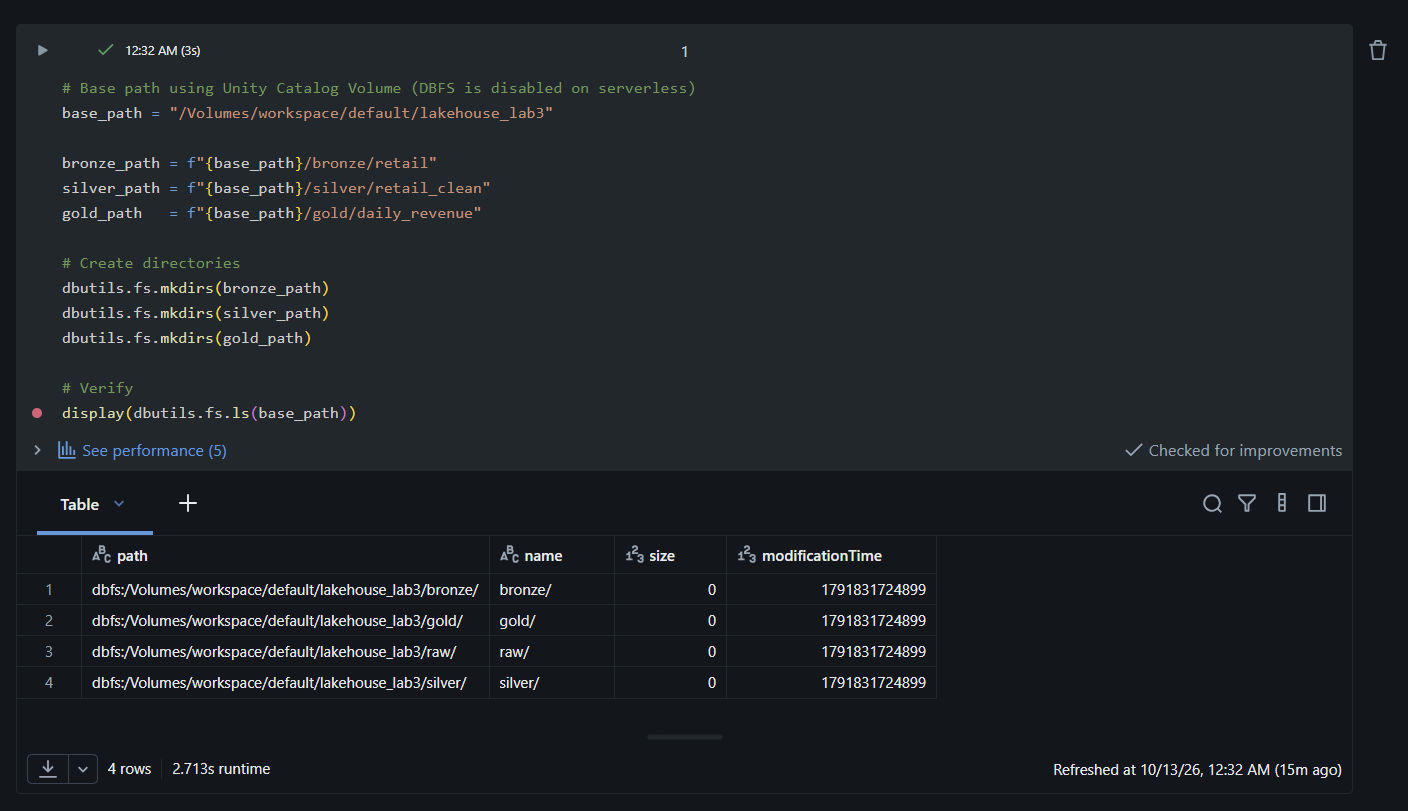 12:32 AM (3s)
1
# Base path using Unity Catalog Volume (DBFS is disabled on serverless)
base_path = "/Volumes/workspace/default/lakehouse_lab3"
bronze_path = f"{base_path}/bronze/retail"
silver_path = f"{base_path}/silver/retail_clean"
gold_path   = f"{base_path}/gold/daily_revenue"
# Create directories
dbutils.fs.mkdirs(bronze_path)
dbutils.fs.mkdirs(silver_path)
dbutils.fs.mkdirs(gold_path)
# Verify
display(dbutils.fs.ls(base_path))
See performance (5) Checked for improvements
Table
path name size modificationTime
1 dbfs:/Volumes/workspace/default/lakehouse_lab3/bronze/ bronze/ 0 1791831724899
2 dbfs:/Volumes/workspace/default/lakehouse_lab3/gold/ gold/ 0 1791831724899
3 dbfs:/Volumes/workspace/default/lakehouse_lab3/raw/ raw/ 0 1791831724899
4 dbfs:/Volumes/workspace/default/lakehouse_lab3/silver/ silver/ 0 1791831724899
4 rows 2.713s runtime Refreshed at 10/13/26, 12:32 AM (15m ago)